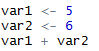 var1 <- 5
var2 <- 6
var1 + var2